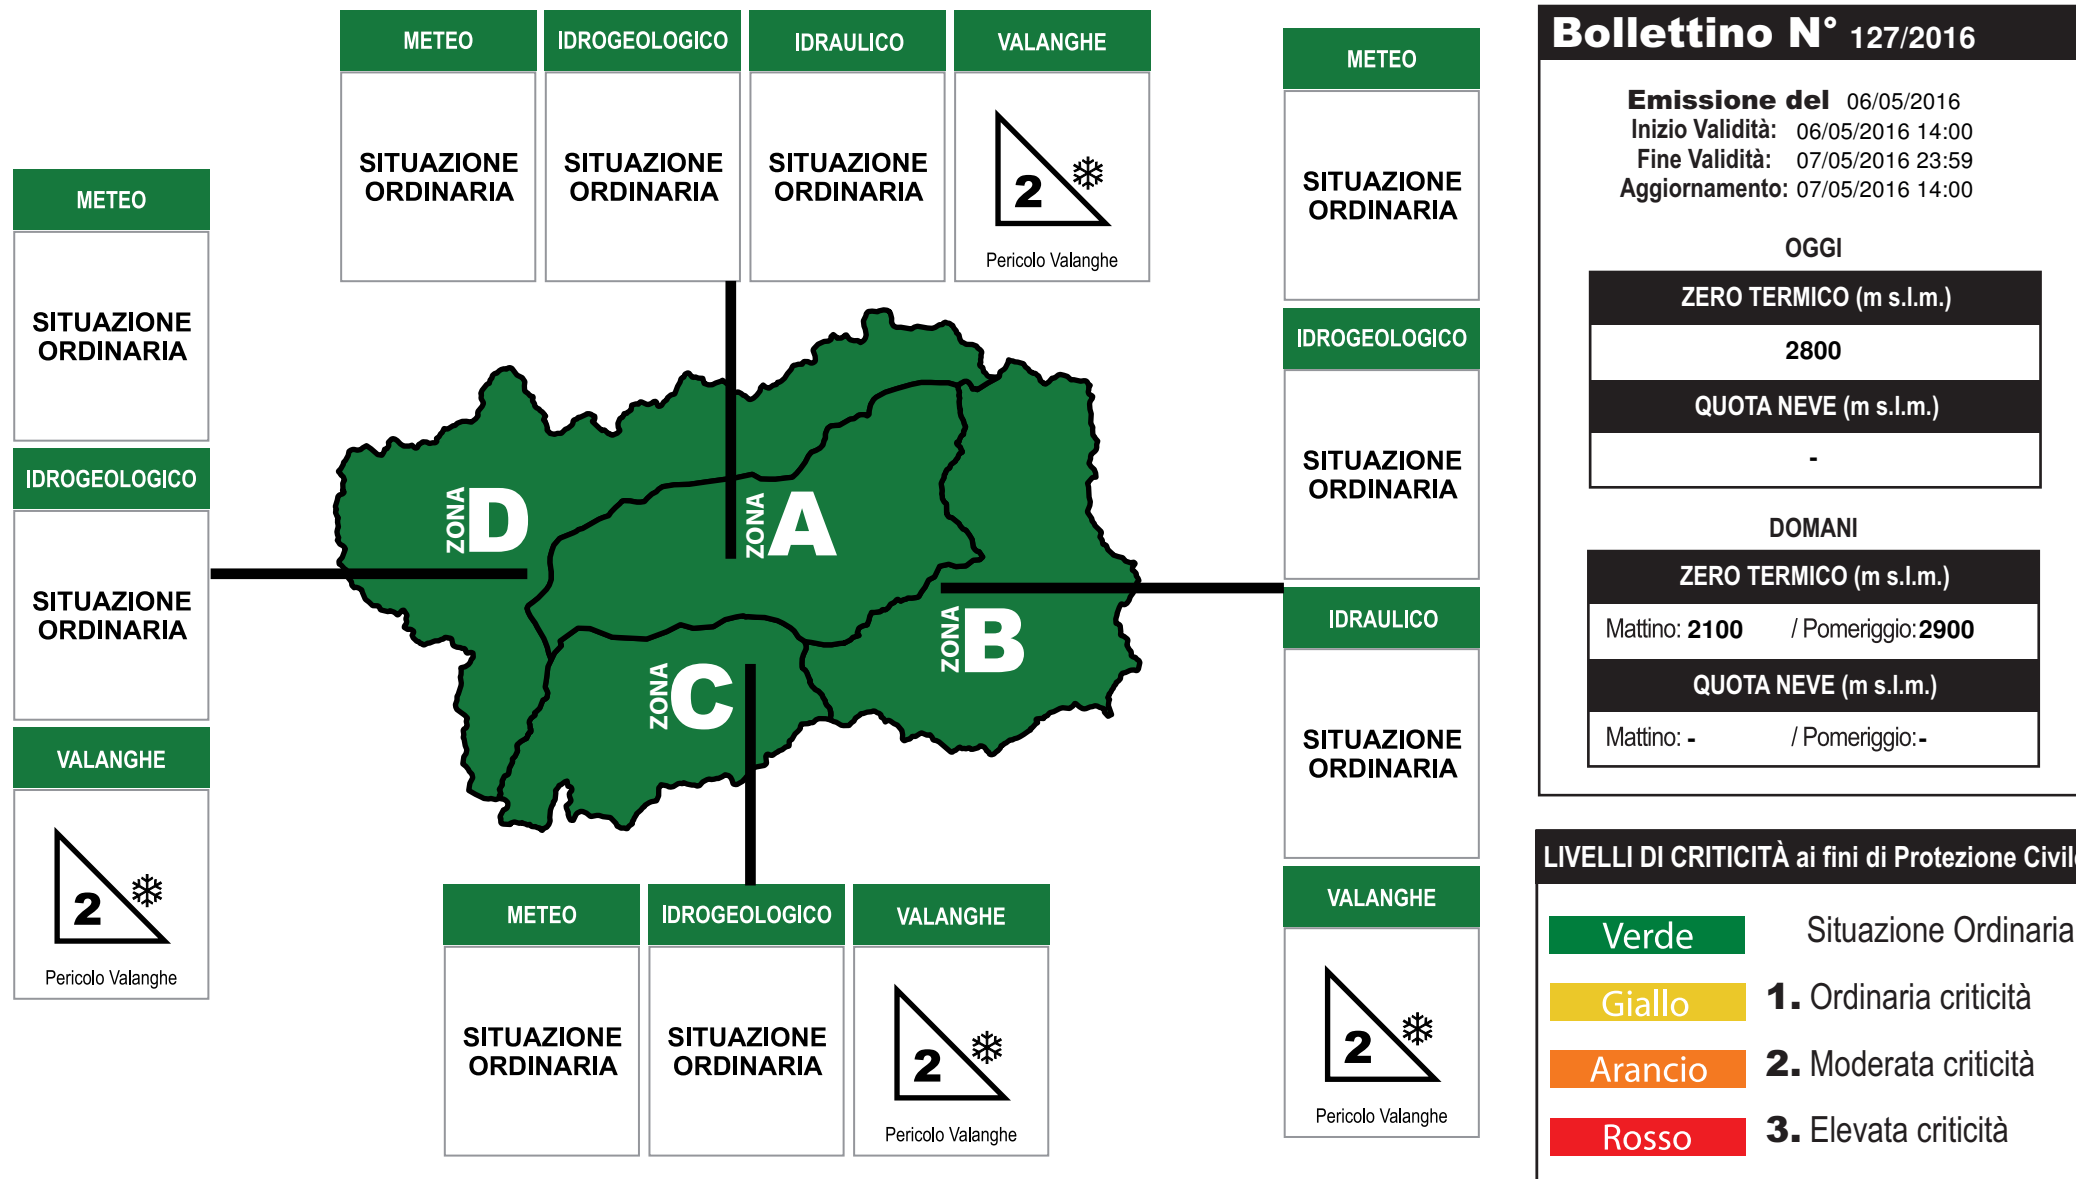 METEO IDROGEOLOGICO IDRAULICO VALANGHE
SITUAZIONE ORDINARIA
SITUAZIONE ORDINARIA
SITUAZIONE ORDINARIA
2
Pericolo Valanghe
METEO
SITUAZIONE
ORDINARIA
IDROGEOLOGICO
SITUAZIONE
ORDINARIA
VALANGHE
2
Pericolo Valanghe
ZONA D
ZONA A
ZONA B
ZONA C
METEO IDROGEOLOGICO VALANGHE
SITUAZIONE ORDINARIA
SITUAZIONE ORDINARIA
2
Pericolo Valanghe
METEO
SITUAZIONE
ORDINARIA
IDROGEOLOGICO
SITUAZIONE
ORDINARIA
IDRAULICO
SITUAZIONE
ORDINARIA
VALANGHE
2
Pericolo Valanghe
Bollettino N° 127/2016
Emissione del 06/05/2016
Inizio Validità: 06/05/2016 14:00
Fine Validità: 07/05/2016 23:59
Aggiornamento: 07/05/2016 14:00
OGGI
ZERO TERMICO (m s.l.m.)
2800
QUOTA NEVE (m s.l.m.)
-
DOMANI
ZERO TERMICO (m s.l.m.)
Mattino: 2100 / Pomeriggio: 2900
QUOTA NEVE (m s.l.m.)
Mattino: - / Pomeriggio: -
LIVELLI DI CRITICITÀ ai fini di Protezione Civile
Verde Situazione Ordinaria
Giallo 1. Ordinaria criticità
Arancio 2. Moderata criticità
Rosso 3. Elevata criticità